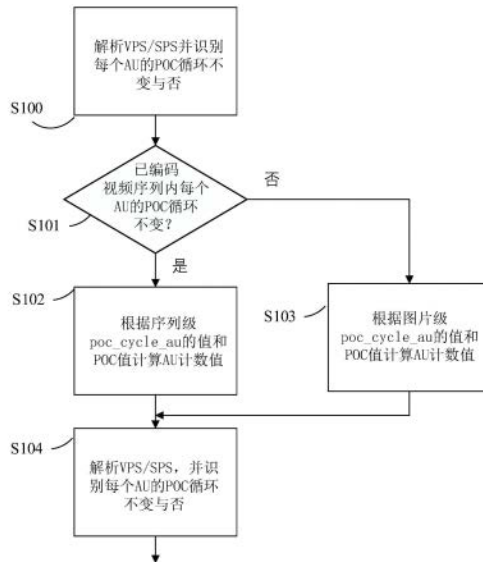 解析VPS/SPS并识别
每个AU的POC循环不
变与否
S100
已编码
视频序列内每个
AU的POC循环
不变?
否
S101
是
S102
根据序列级
poc_cycle_au的值和
POC值计算AU计数值
S103
根据图片级
poc_cycle_au的值和
POC值计算AU计数值
S104
解析VPS/SPS，并识
别每个AU的POC循环
不变与否